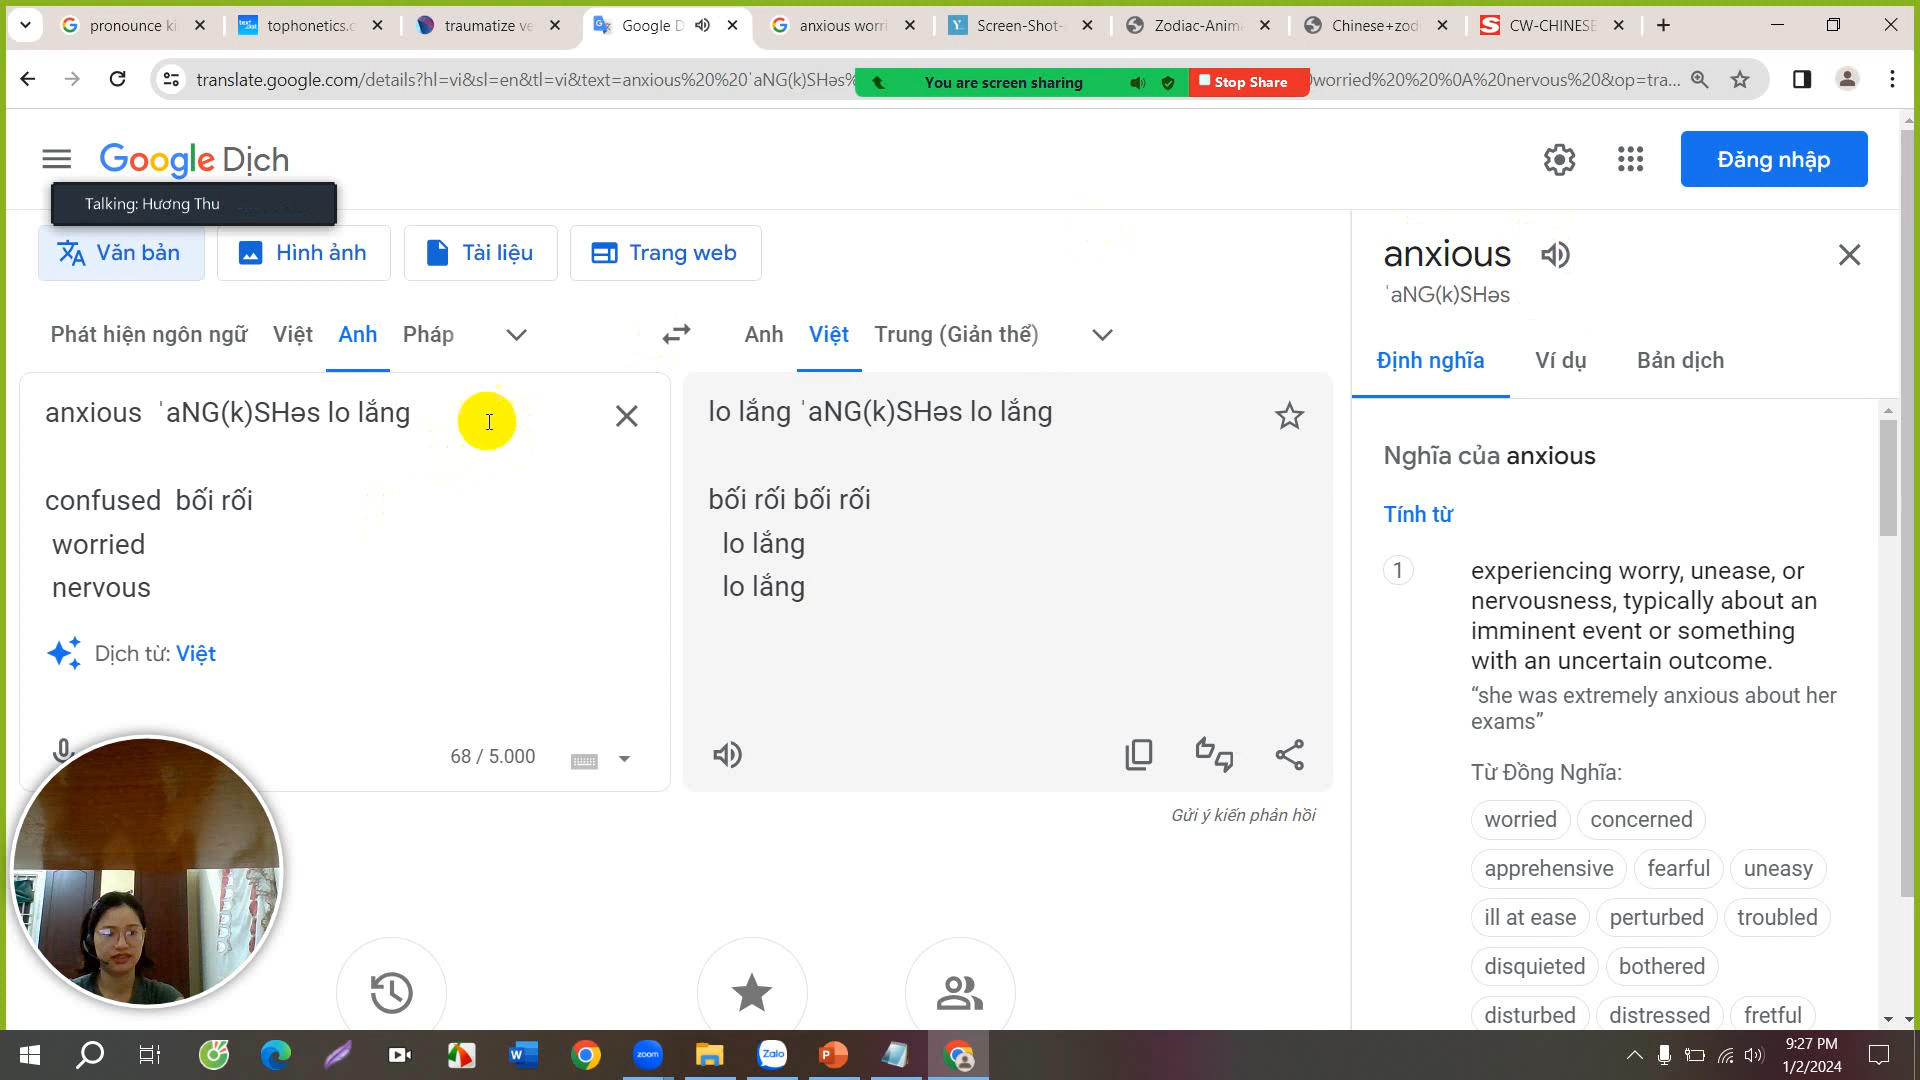 pronounce ki
tophonetics.c
traumatize ve
Google D
anxious worri
Screen-Shot-
Zodiac-Anim
Chinese+zod
CW-CHINESE
translate.google.com/details?hl=vi&sl=en&tl=vi&text=anxious%20%20ˈaNG(k)SHəs%
You are screen sharing
Stop Share
worried%20%20%0A%20nervous%20&op=tra...
Google Dịch
Đăng nhập
Talking: Hương Thu
Văn bản
Hình ảnh
Tài liệu
Trang web
Phát hiện ngôn ngữ
Việt
Anh
Pháp
Anh
Việt
Trung (Giản thể)
anxious ˈaNG(k)SHəs lo lắng
confused bối rối
worried
nervous
Dịch từ: Việt
68 / 5.000
lo lắng ˈaNG(k)SHəs lo lắng
bối rối bối rối
lo lắng
lo lắng
Gửi ý kiến phản hồi
anxious
ˈaNG(k)SHəs
Định nghĩa
Ví dụ
Bản dịch
Nghĩa của anxious
Tính từ
1
experiencing worry, unease, or
nervousness, typically about an
imminent event or something
with an uncertain outcome.
“she was extremely anxious about her
exams”
Từ Đồng Nghĩa:
worried
concerned
apprehensive
fearful
uneasy
ill at ease
perturbed
troubled
disquieted
bothered
disturbed
distressed
fretful
zoom
Zalo
9:27 PM
1/2/2024